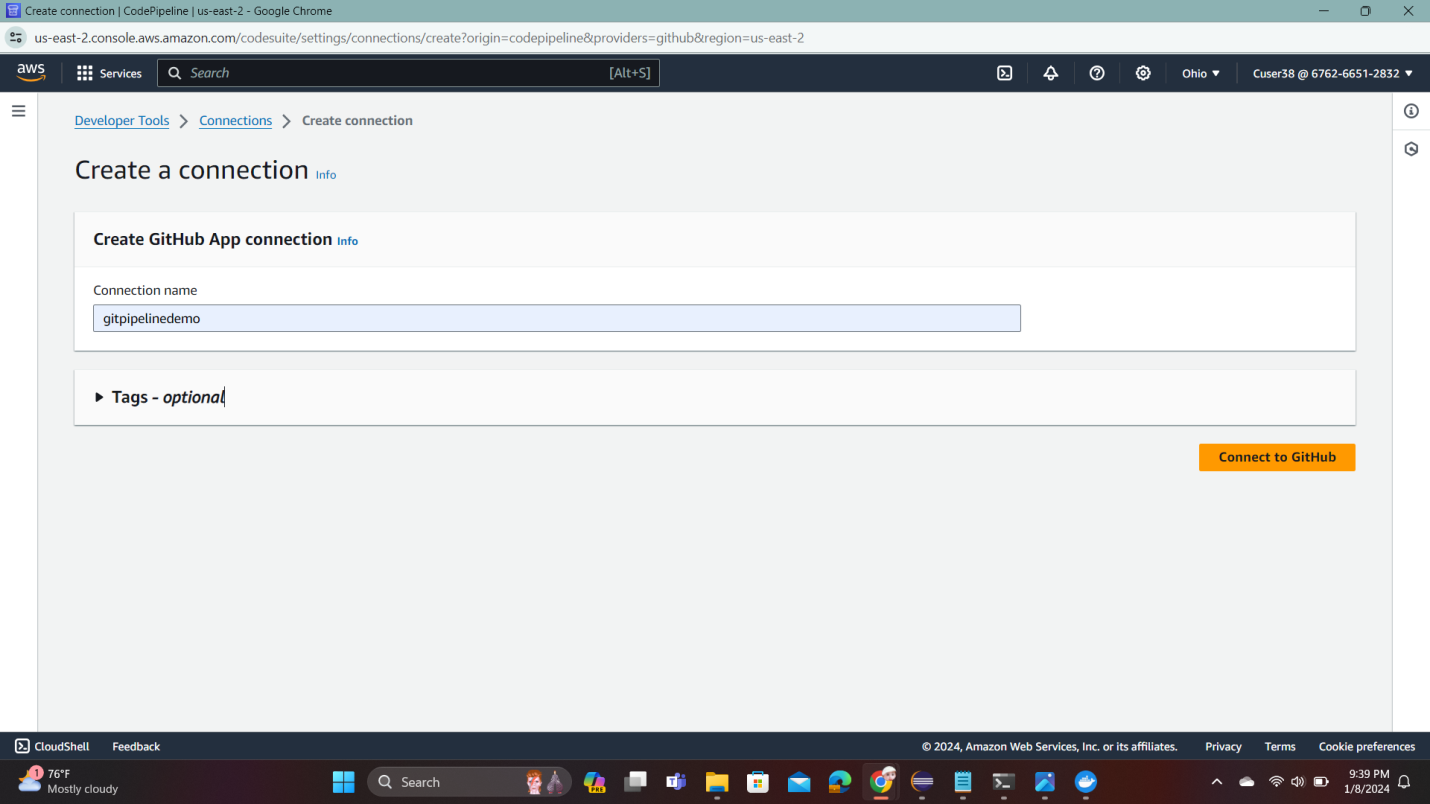 Create connection | CodePipeline | us-east-2 - Google Chrome
us-east-2.console.aws.amazon.com/codesuite/settings/connections/create?origin=codepipeline&providers=github&region=us-east-2
aws Services Search [Alt+S] Ohio ▼ Cuser38 @ 6762-6651-2832 ▼
Developer Tools > Connections > Create connection
Create a connection Info
Create GitHub App connection Info
Connection name
gitpipelinedemo
Tags - optional
Connect to GitHub
CloudShell Feedback © 2024, Amazon Web Services, Inc. or its affiliates. Privacy Terms Cookie preferences
1 76°F
Mostly cloudy
Search
PRE
9:39 PM
1/8/2024